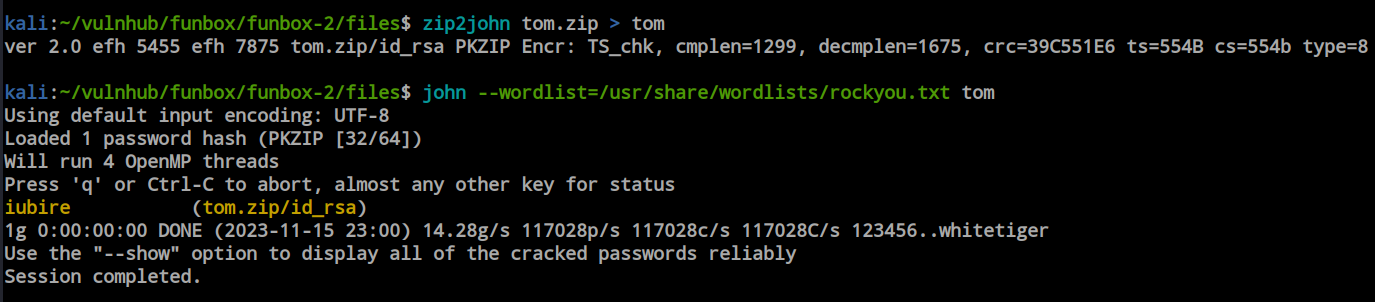 kali:~/vulnhub/funbox/funbox-2/files$ zip2john tom.zip > tom
ver 2.0 efh 5455 efh 7875 tom.zip/id_rsa PKZIP Encr: TS_chk, cmplen=1299, decmplen=1675, crc=39C551E6 ts=554B cs=554b type=8
kali:~/vulnhub/funbox/funbox-2/files$ john --wordlist=/usr/share/wordlists/rockyou.txt tom
Using default input encoding: UTF-8
Loaded 1 password hash (PKZIP [32/64])
Will run 4 OpenMP threads
Press 'q' or Ctrl-C to abort, almost any other key for status
iubire           (tom.zip/id_rsa)
1g 0:00:00:00 DONE (2023-11-15 23:00) 14.28g/s 117028p/s 117028c/s 117028C/s 123456..whitetiger
Use the "--show" option to display all of the cracked passwords reliably
Session completed.